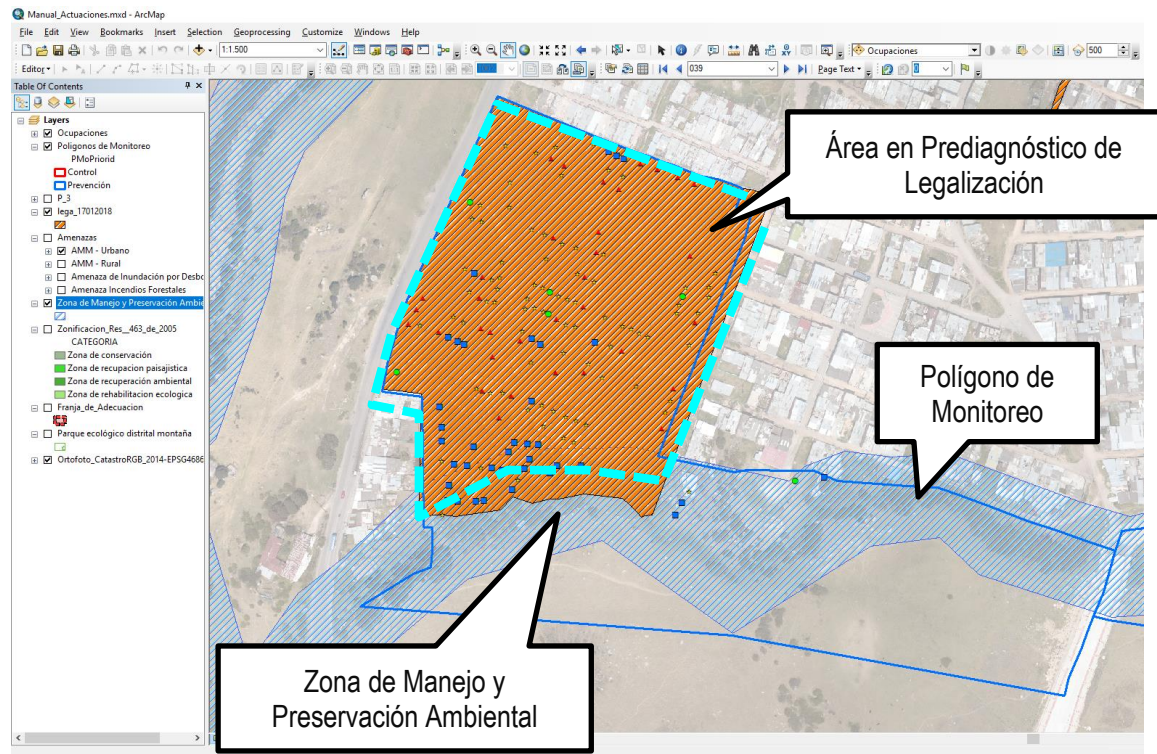 Manual_Actuaciones.mxd - ArcMap
File Edit View Bookmarks Insert Selection Geoprocessing Customize Windows Help
1:1.500
Ocupaciones
500
Editor
039
Page Text
Table Of Contents
Layers
Ocupaciones
Poligonos de Monitoreo
PMoPriorid
Control
Prevención
P_3
lega_17012018
Amenazas
AMM - Urbano
AMM - Rural
Amenaza de Inundación por Desbo
Amenaza Incendios Forestales
Zona de Manejo y Preservación Ambie
Zonificacion_Res__463_de_2005
CATEGORIA
Zona de conservación
Zona de recupacion paisajistica
Zona de recuperación ambiental
Zona de rehabilitacion ecologica
Franja_de_Adecuacion
Parque ecológico distrital montaña
Ortofoto_CatastroRGB_2014-EPSG4686
Área en Prediagnóstico de
Legalización
Polígono de
Monitoreo
Zona de Manejo y
Preservación Ambiental